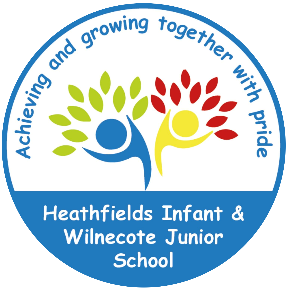 Achieving and growing together with pride
Heathfields Infant &
Wilnecote Junior
School